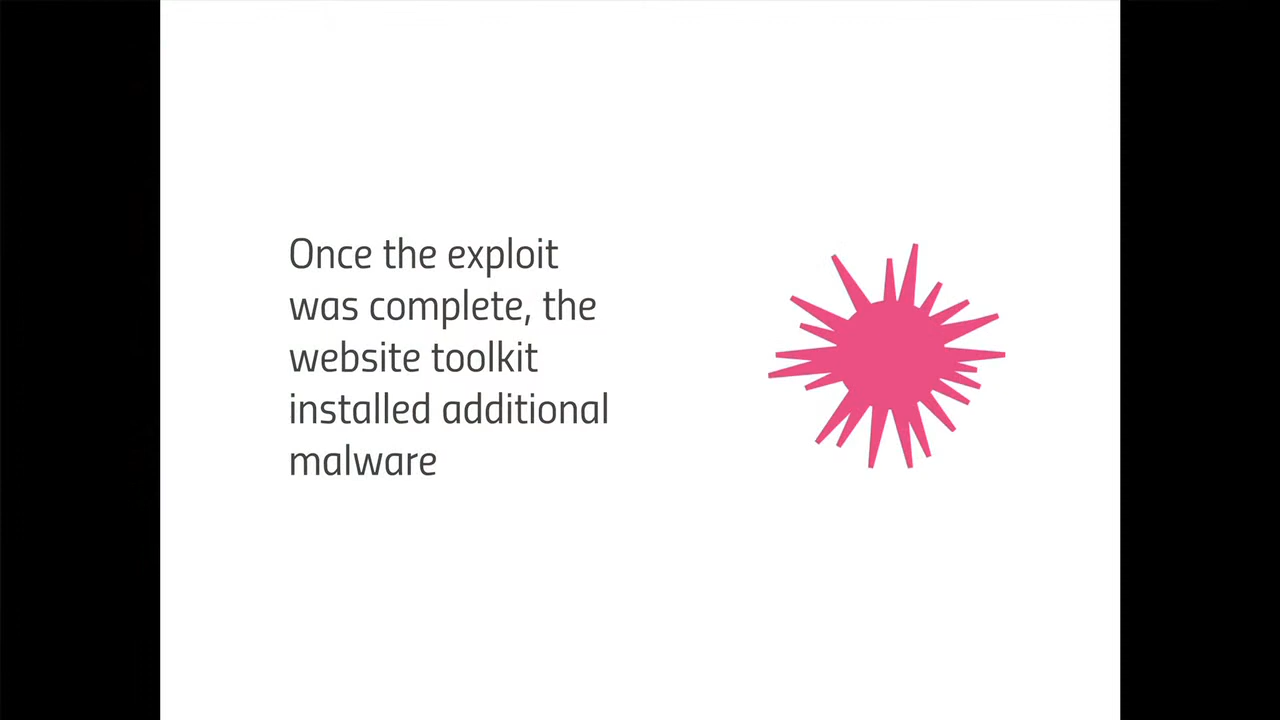 Once the exploit
was complete, the
website toolkit
installed additional
malware